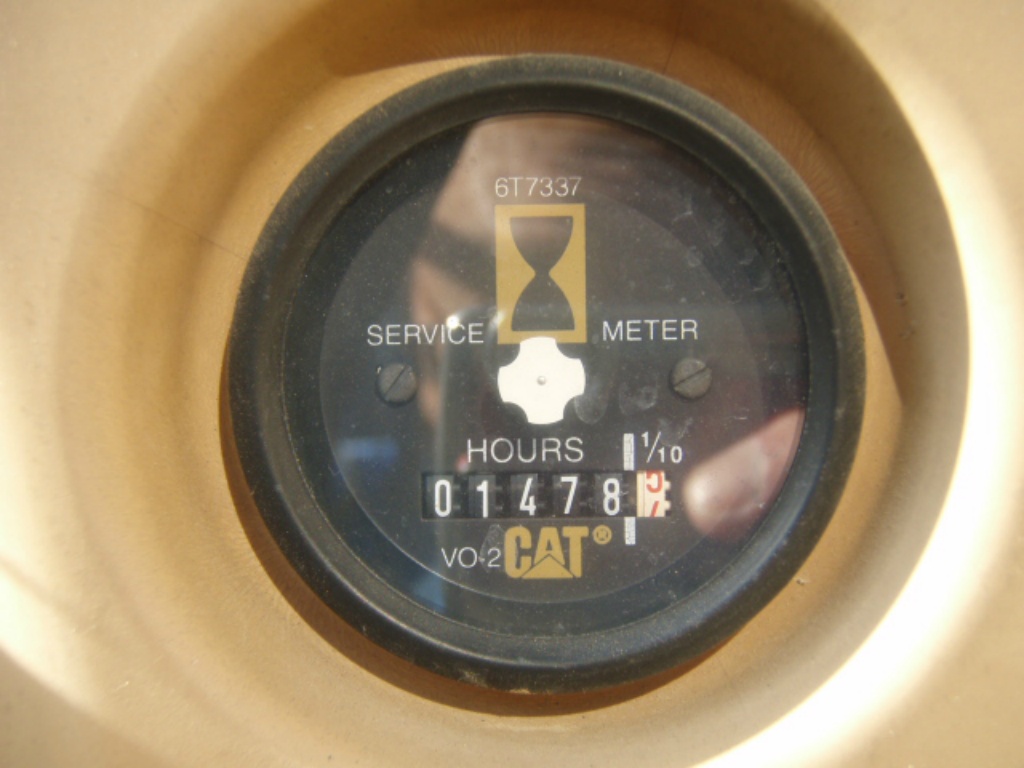 6T7337
SERVICE METER
HOURS 1/10
01478
VO-2 CAT®